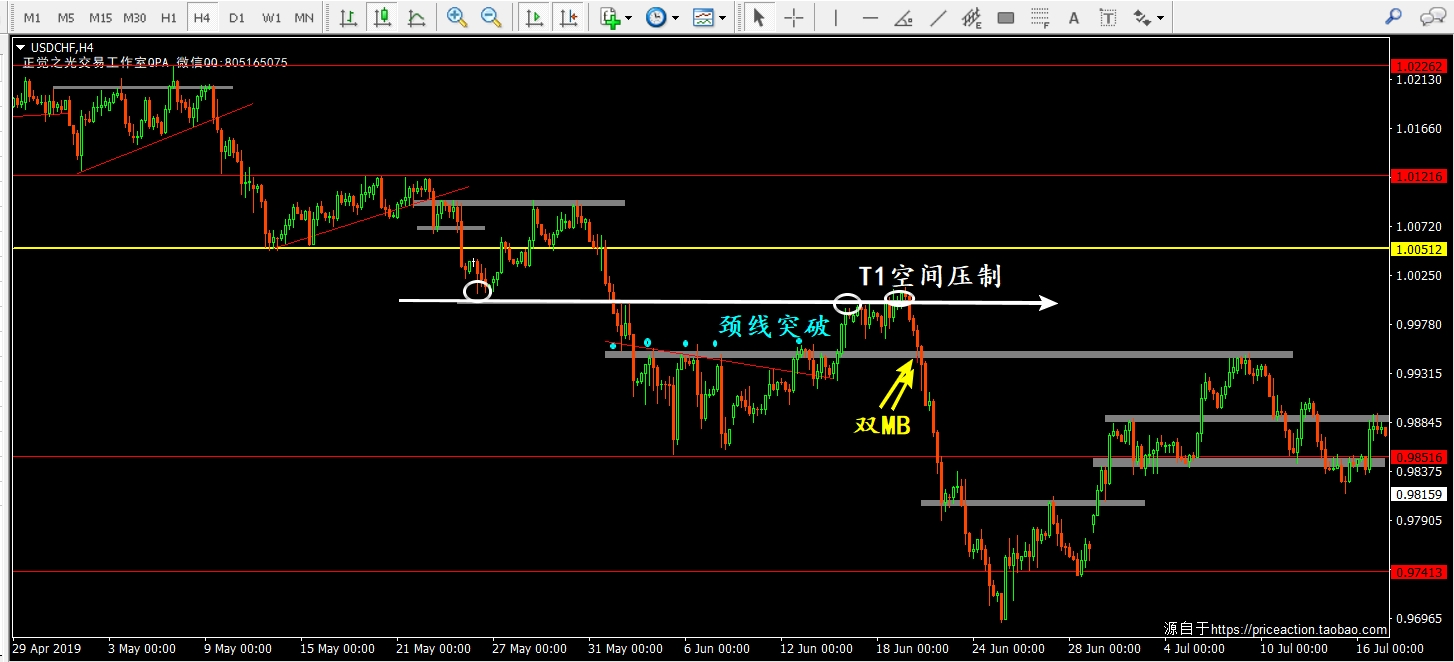 M1 M5 M15 M30 H1 H4 D1 W1 MN
E F A T
USDCHF,H4
正觉之光交易工作室QPA 微信QQ:805165075
1.02262
1.02130
1.01660
1.01216
1.00720
1.00512
T1空间压制
1.00250
颈线突破
0.99780
0.99315
双MB
0.98845
0.98516
0.98375
0.98159
0.97905
0.97413
0.96965
源自于https://priceaction.taobao.com
29 Apr 2019 3 May 00:00 9 May 00:00 15 May 00:00 21 May 00:00 27 May 00:00 31 May 00:00 6 Jun 00:00 12 Jun 00:00 18 Jun 00:00 24 Jun 00:00 28 Jun 00:00 4 Jul 00:00 10 Jul 00:00 16 Jul 00:00